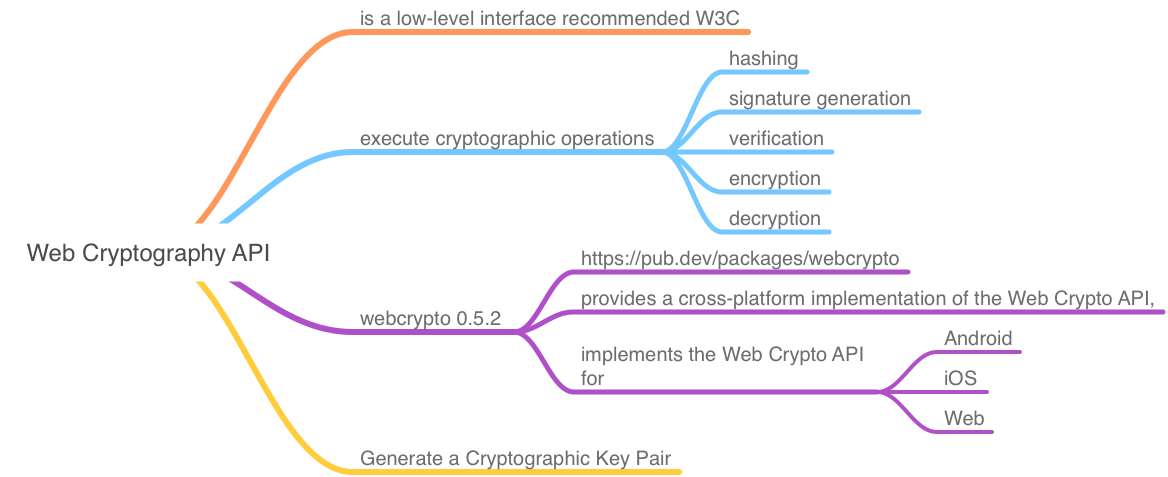 Web Cryptography API
is a low-level interface recommended W3C
execute cryptographic operations
hashing
signature generation
verification
encryption
decryption
webcrypto 0.5.2
https://pub.dev/packages/webcrypto
provides a cross-platform implementation of the Web Crypto API,
implements the Web Crypto API
for
Android
iOS
Web
Generate a Cryptographic Key Pair